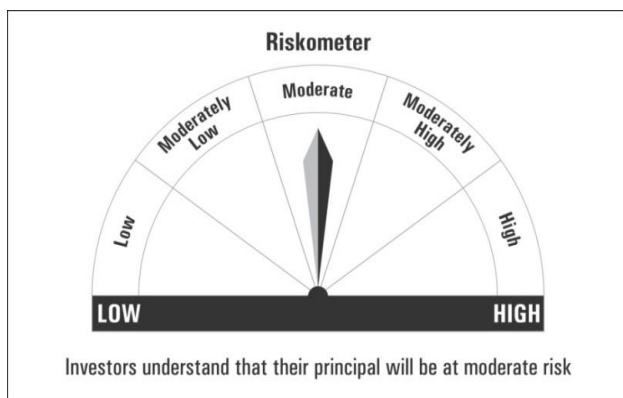 Riskometer
Low
Moderately
Low
Moderate
Moderately
High
High
LOW
HIGH
Investors understand that their principal will be at moderate risk